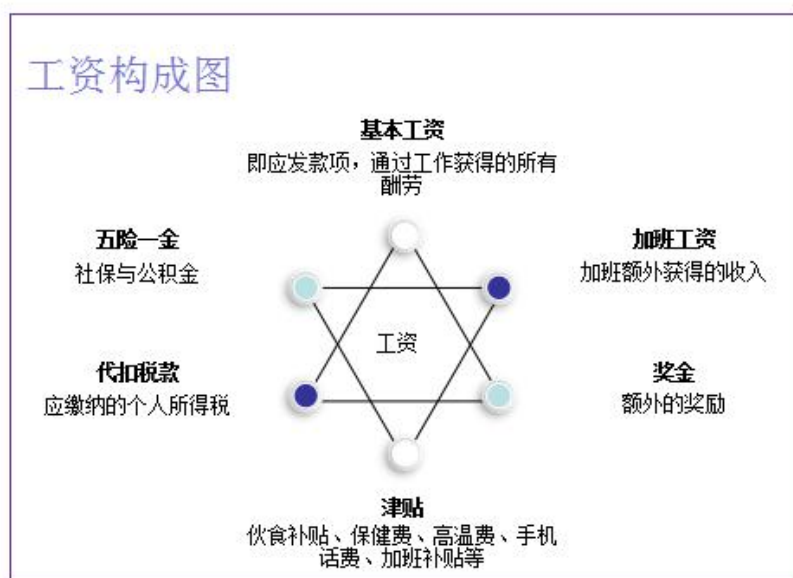 工资构成图
基本工资
即应发款项，通过工作获得的所有
酬劳
五险一金
社保与公积金
加班工资
加班额外获得的收入
工资
代扣税款
应缴纳的个人所得税
奖金
额外的奖励
津贴
伙食补贴、保健费、高温费、手机
话费、加班补贴等